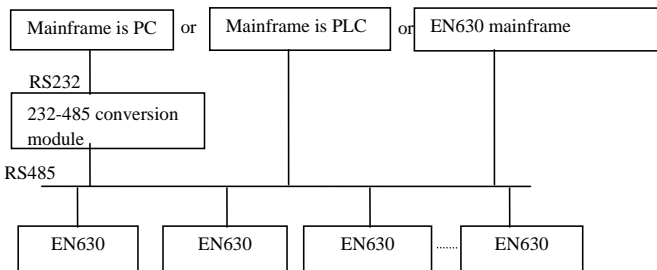 Mainframe is PC or Mainframe is PLC or EN630 mainframe
RS232
232-485 conversion
module
RS485
EN630 EN630 EN630 ....... EN630